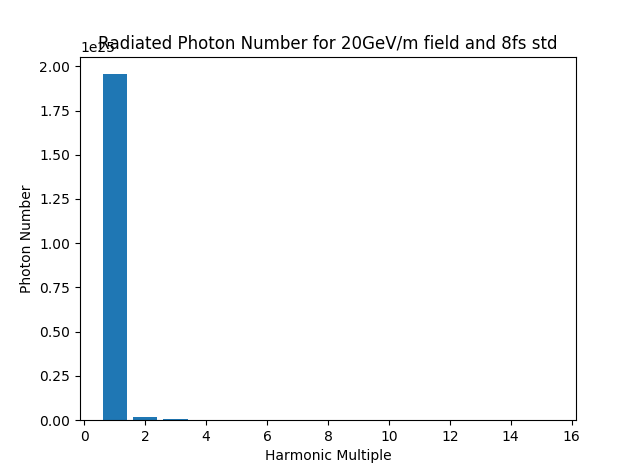 Radiated Photon Number for 20GeV/m field and 8fs std
1e25
2.00
1.75
1.50
1.25
1.00
0.75
0.50
0.25
0.00
Photon Number
0 2 4 6 8 10 12 14 16
Harmonic Multiple